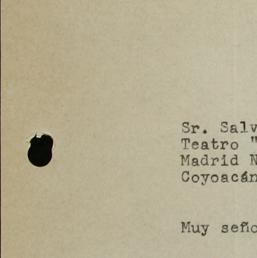 Sr. Salv
Teatro "
Madrid N
Coyoacán
Muy seño